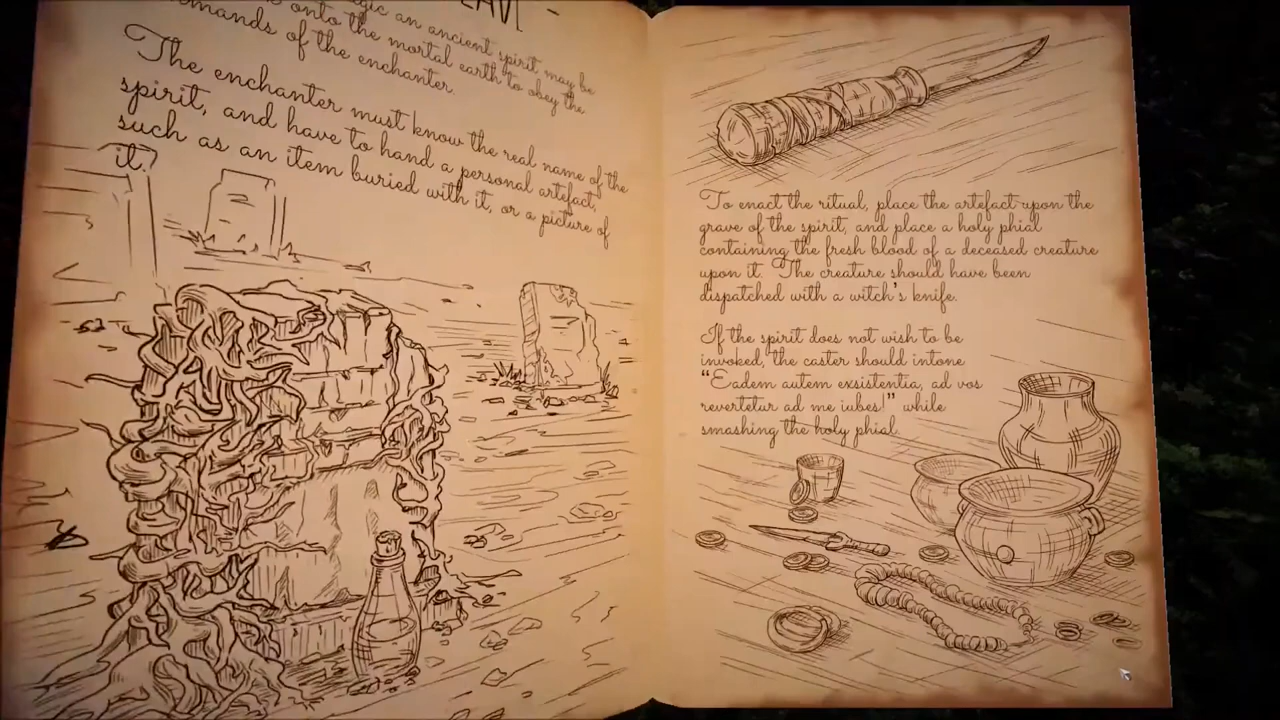 an ancient spirit may be
onto the mortal earth to obey the
demands of the enchanter.
The enchanter must know the real name of the
spirit, and have to hand a personal artefact,
such as an item buried with it, or a picture of
it.
To enact the ritual, place the artefact upon the
grave of the spirit, and place a holy phial
containing the fresh blood of a deceased creature
upon it. The creature should have been
dispatched with a witch's knife.
If the spirit does not wish to be
invoked, the caster should intone
“Eadem autem exsistentia, ad vos
revertetur ad me iubes!” while
smashing the holy phial.